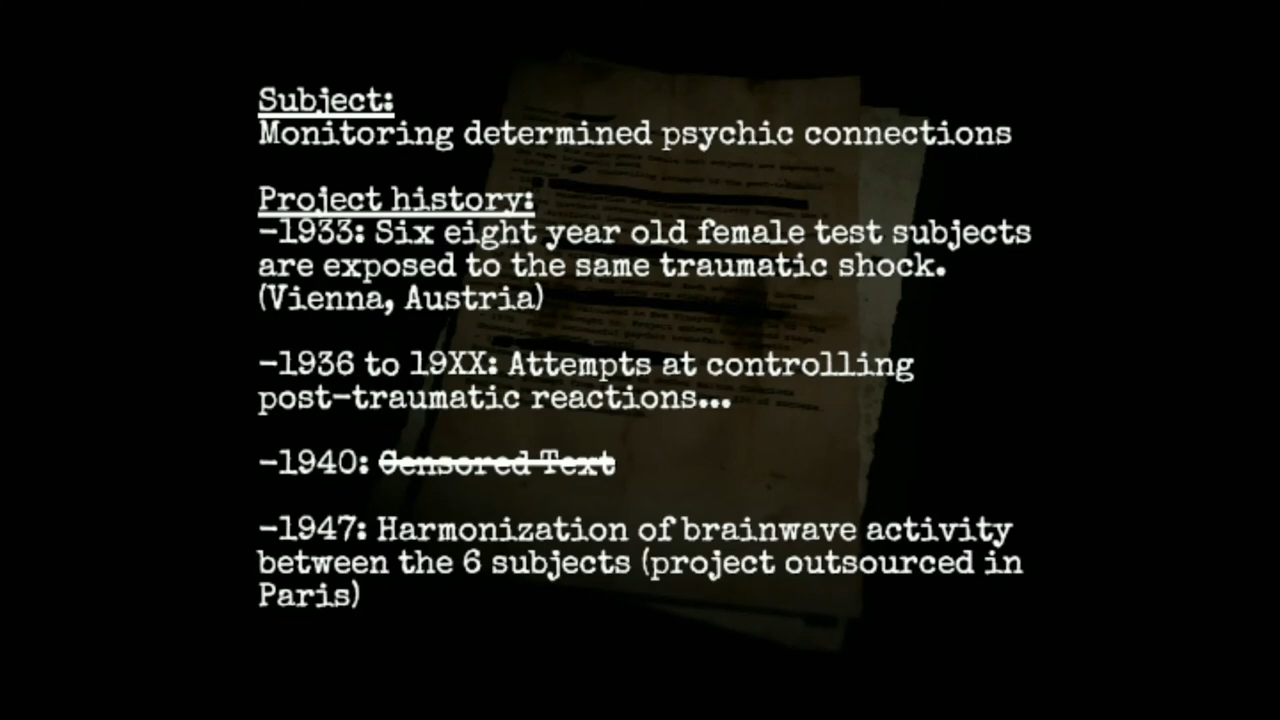 Subject:
Monitoring determined psychic connections
Project history:
-1933: Six eight year old female test subjects
are exposed to the same traumatic shock.
(Vienna, Austria)
-1936 to 19XX: Attempts at controlling
post-traumatic reactions...
-1940: Censored Text
-1947: Harmonization of brainwave activity
between the 6 subjects (project outsourced in
Paris)